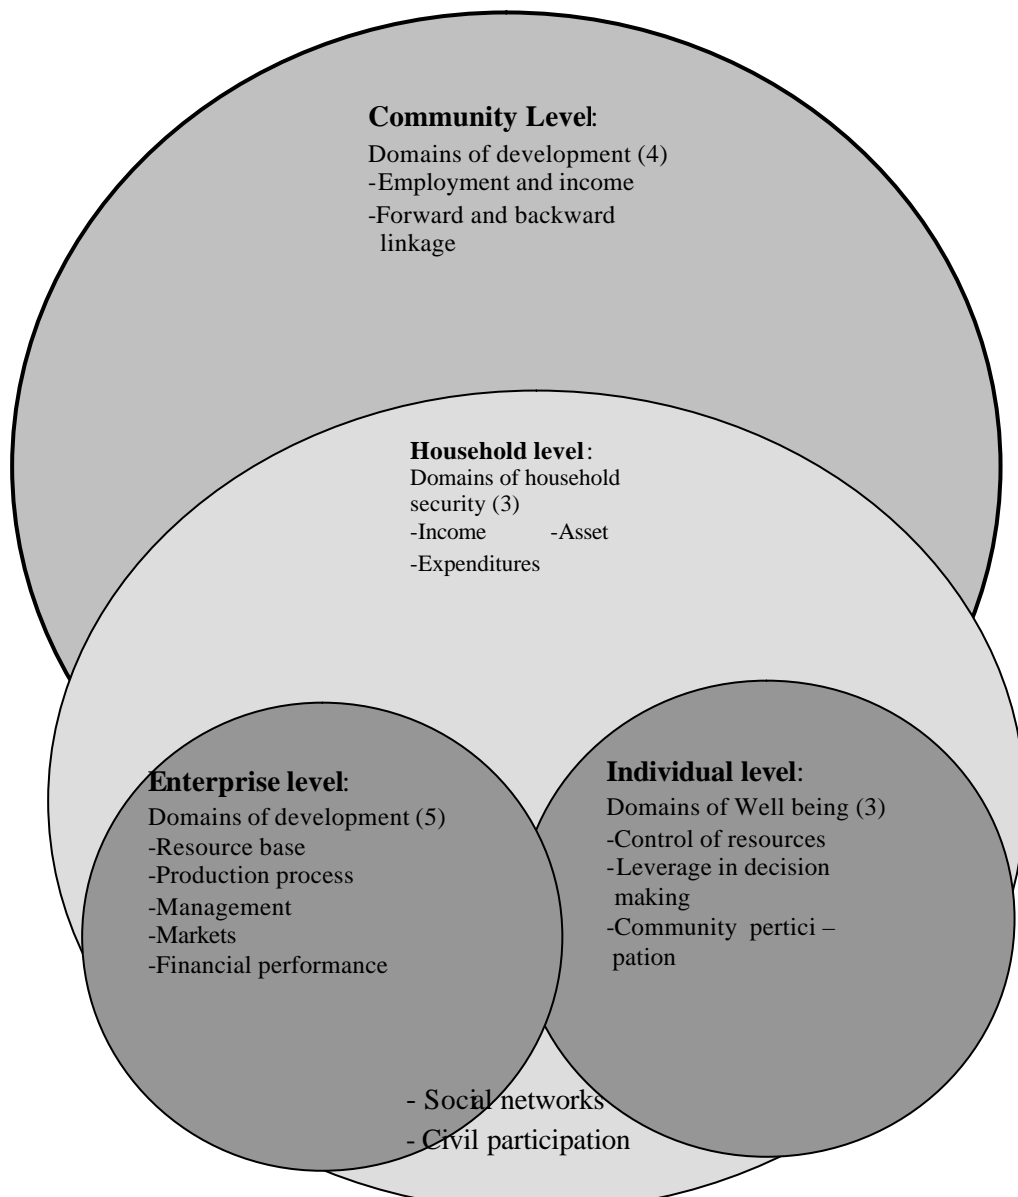 Community Level:
Domains of development (4)
-Employment and income
-Forward and backward
linkage
Household level:
Domains of household
security (3)
-Income -Asset
-Expenditures
Enterprise level:
Domains of development (5)
-Resource base
-Production process
-Management
-Markets
-Financial performance
Individual level:
Domains of Well being (3)
-Control of resources
-Leverage in decision
making
-Community pertici –
pation
- Social networks
- Civil participation